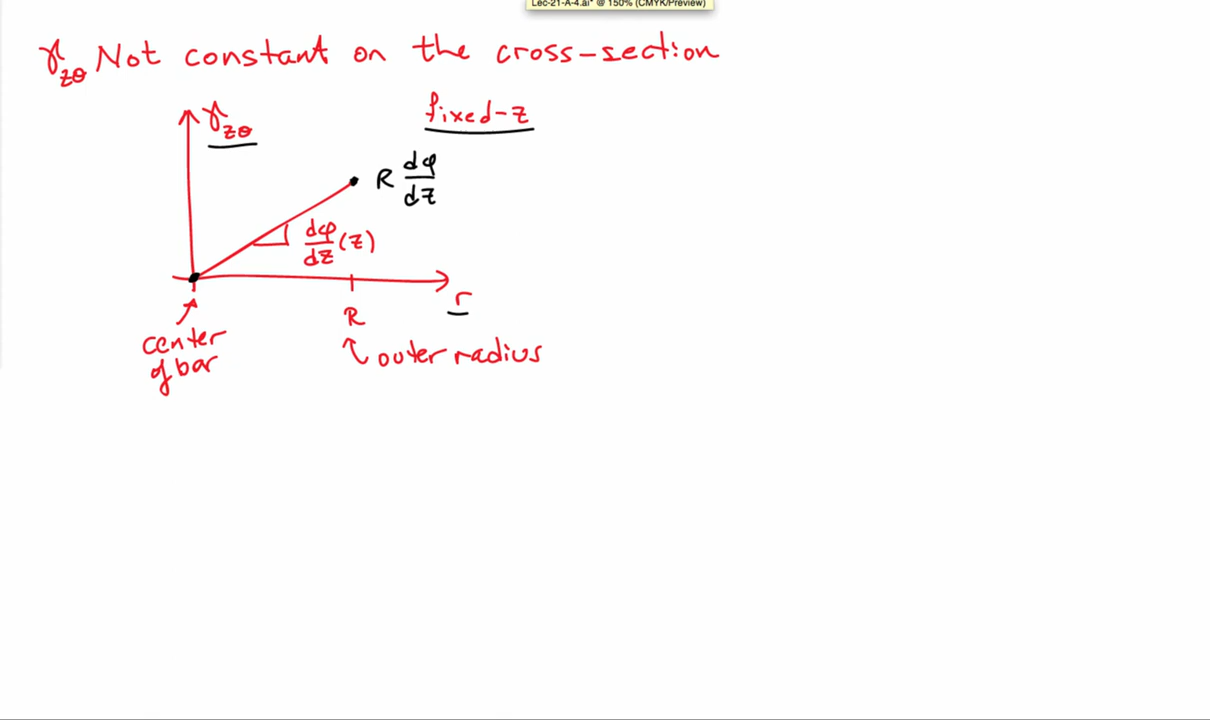 Lec-21-A-4.ai* @ 150% (CMYK/Preview)
γzθ Not constant on the cross-section
γzθ
fixed-z
R dφ/dz
dφ/dz (z)
r
R
center
of bar
outer radius